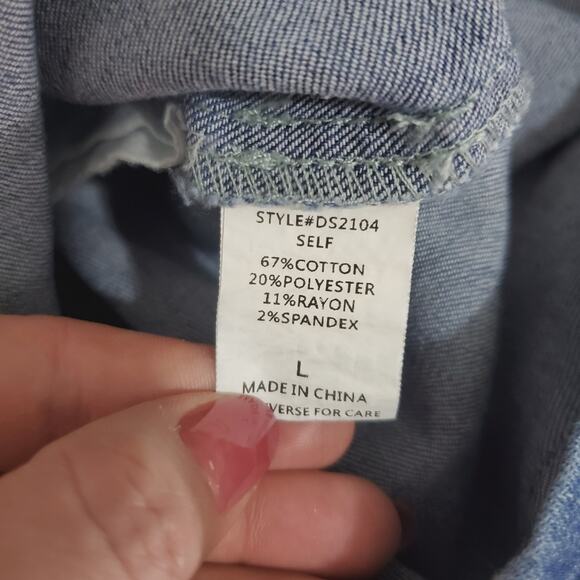 STYLE#DS2104
SELF
67%COTTON
20%POLYESTER
11%RAYON
2%SPANDEX
L
MADE IN CHINA
FOR CARE